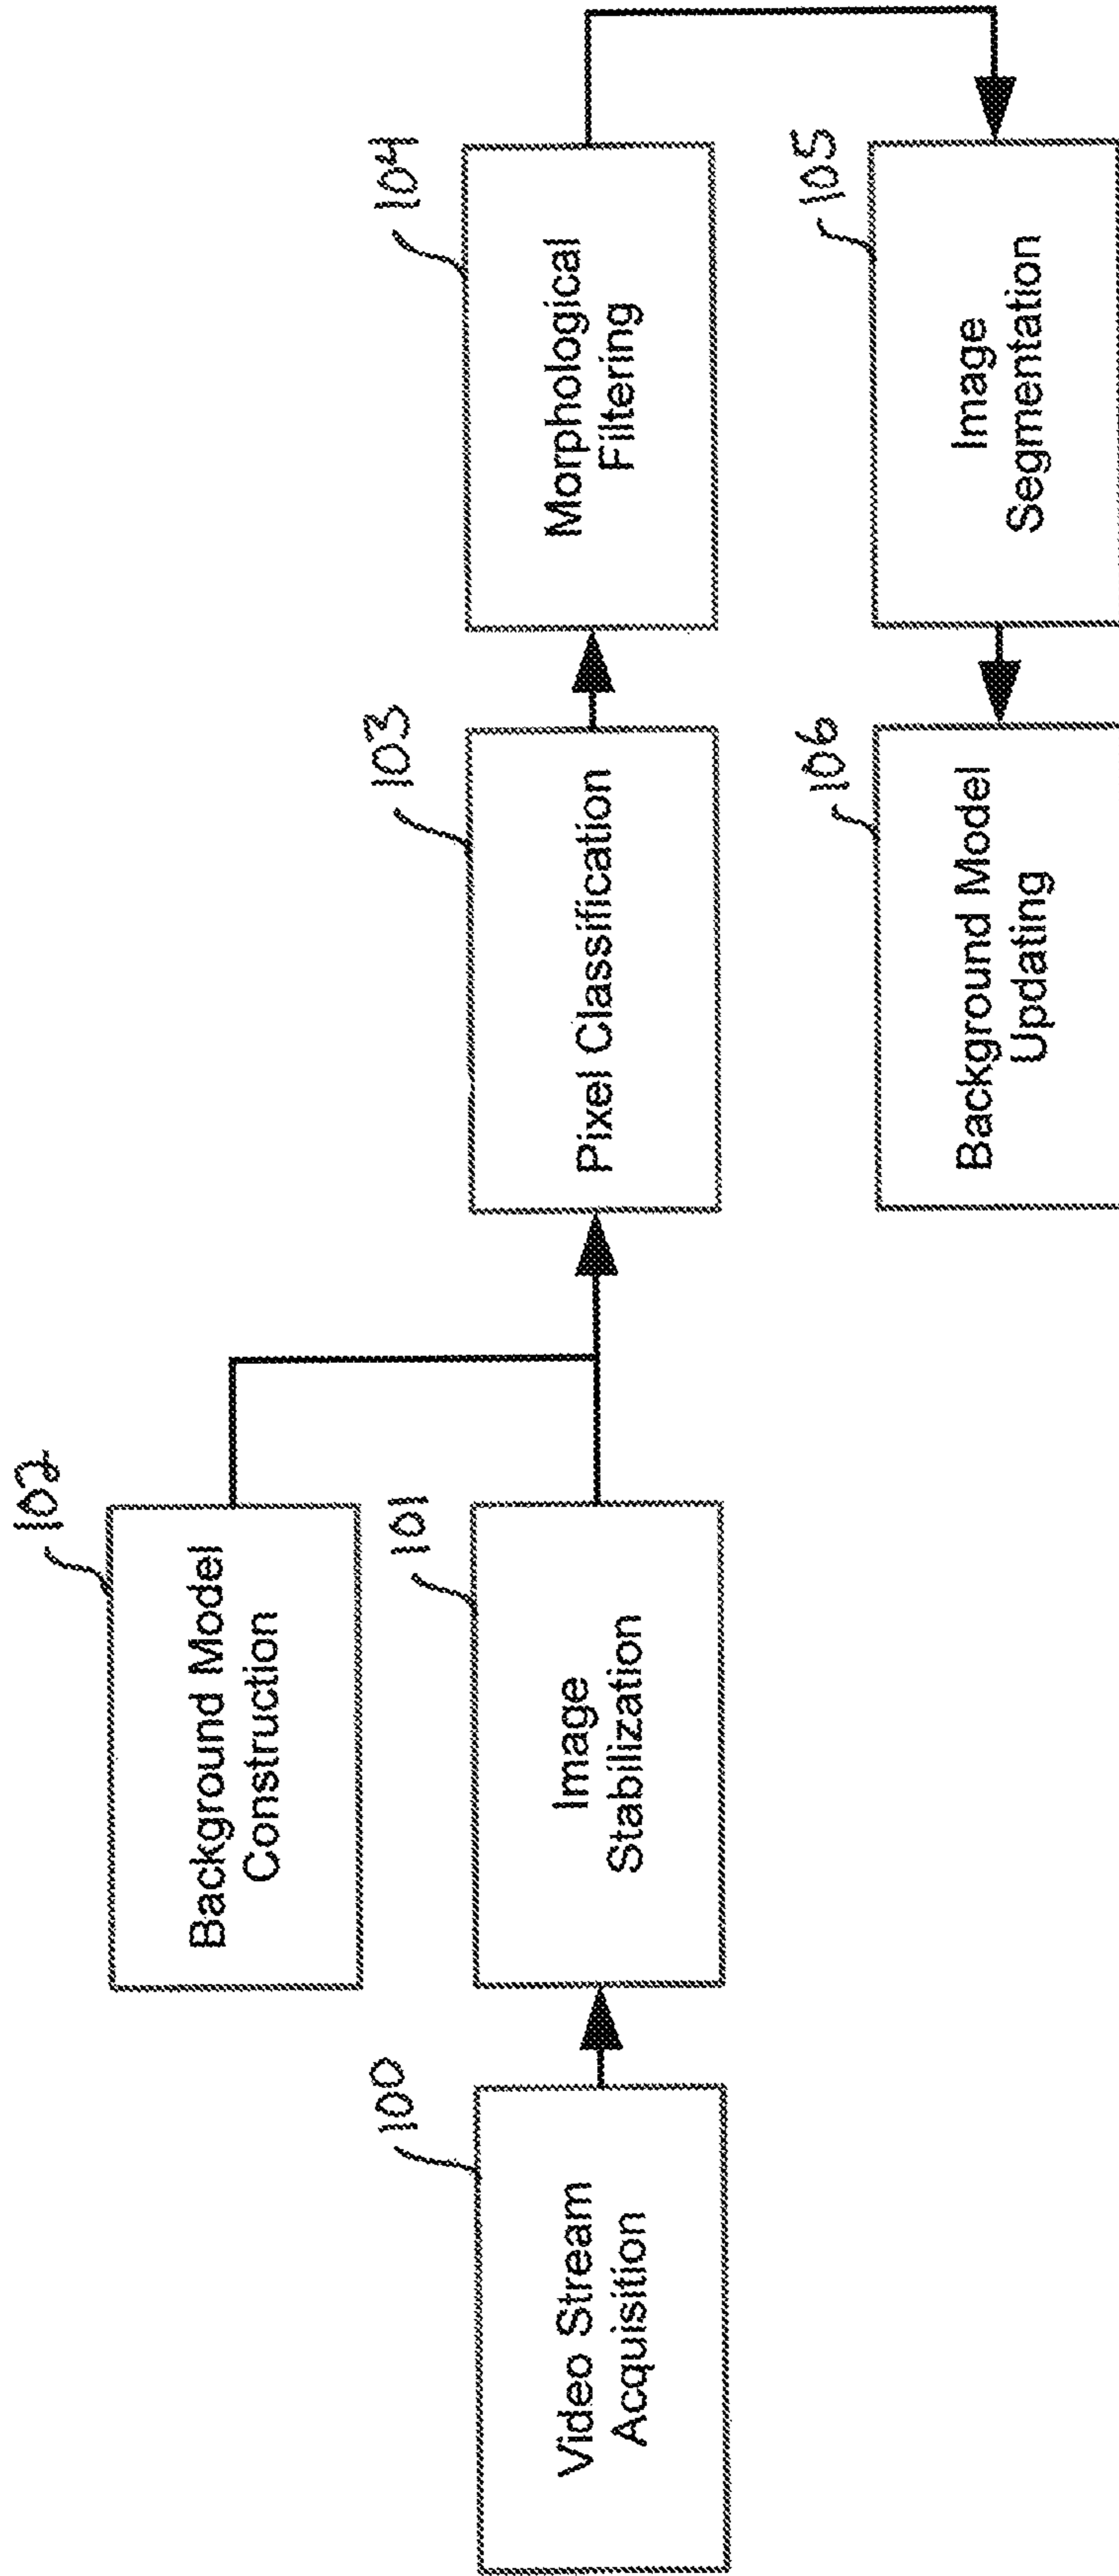 102
Background Model
Construction
100
Video Stream
Acquisition
101
Image
Stabilization
103
Pixel Classification
104
Morphological
Filtering
105
Image
Segmentation
106
Background Model
Updating